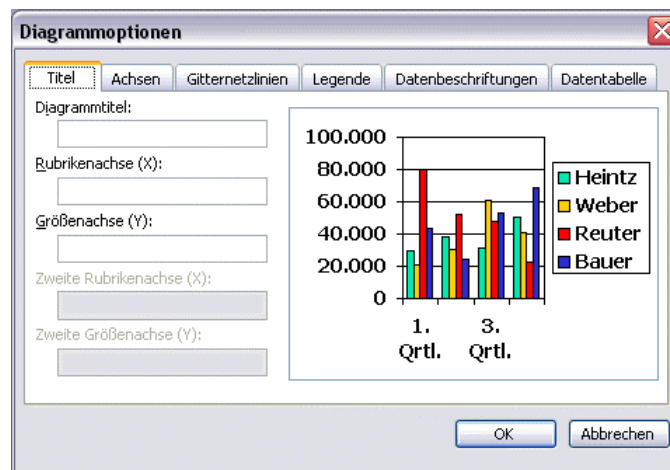 Diagrammoptionen
Titel Achsen Gitternetzlinien Legende Datenbeschriftungen Datentabelle
Diagrammtitel:
Rubrikenachse (X):
Größenachse (Y):
Zweite Rubrikenachse (X):
Zweite Größenachse (Y):
100.000
80.000
60.000
40.000
20.000
0
1. Qrtl.
3. Qrtl.
Heintz
Weber
Reuter
Bauer
OK Abbrechen